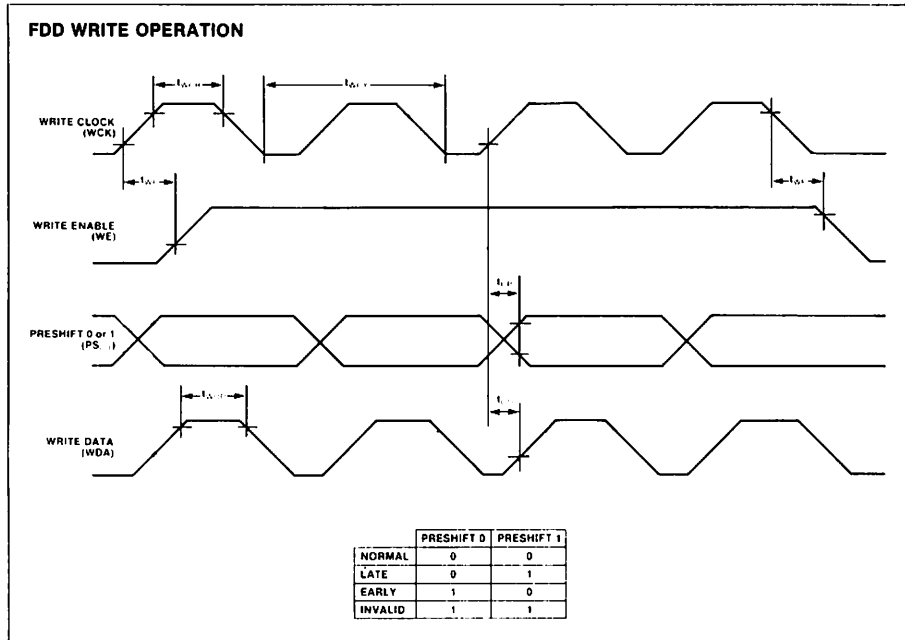 FDD WRITE OPERATION
WRITE CLOCK
(WCK)
WRITE ENABLE
(WE)
PRESHIFT 0 or 1
WRITE DATA
(WDA)
PRESHIFT 0 PRESHIFT 1
NORMAL 0 0
LATE 0 1
EARLY 1 0
INVALID 1 1